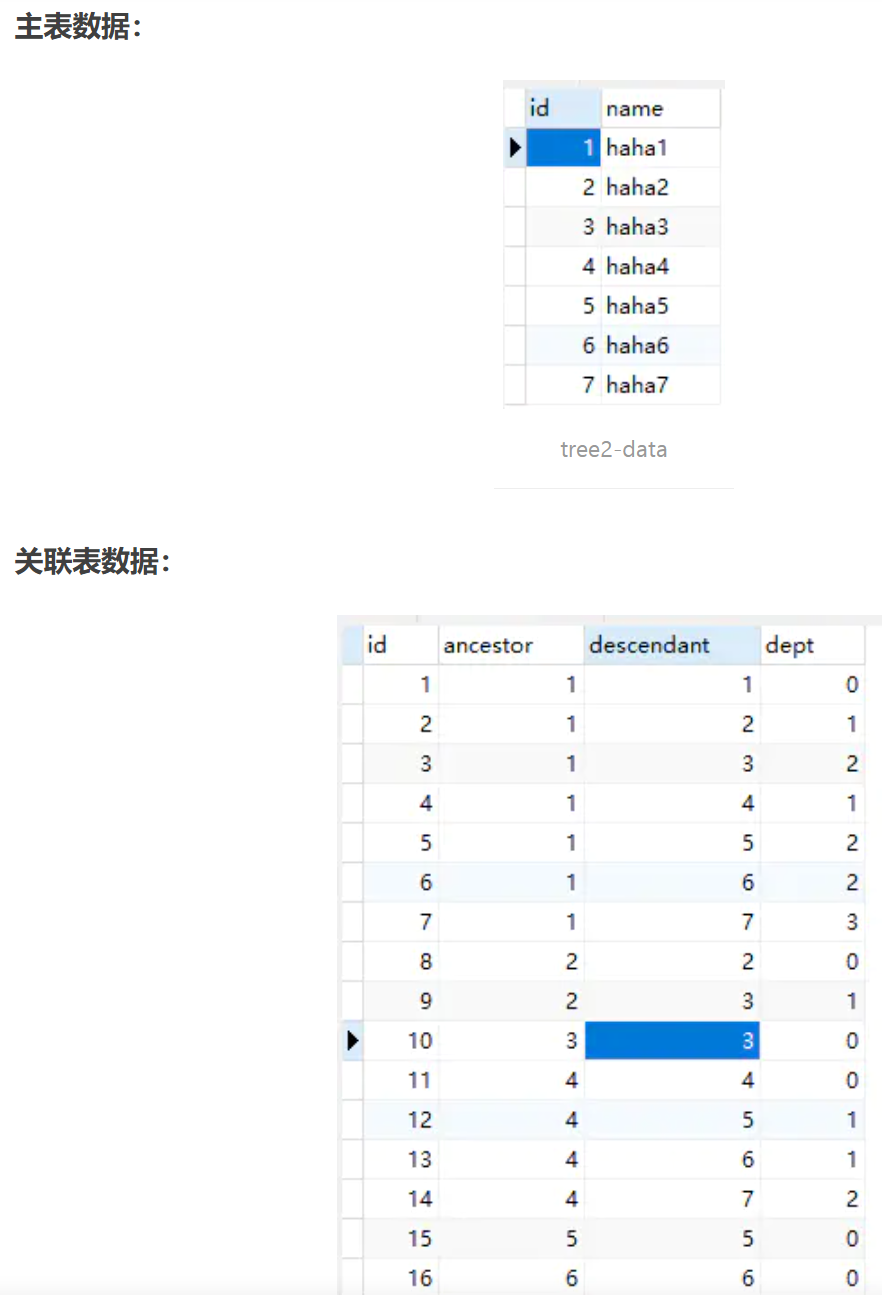 主表数据：
id name
1 haha1
2 haha2
3 haha3
4 haha4
5 haha5
6 haha6
7 haha7
tree2-data
关联表数据：
id ancestor descendant dept
1 1 1 0
2 1 2 1
3 1 3 2
4 1 4 1
5 1 5 2
6 1 6 2
7 1 7 3
8 2 2 0
9 2 3 1
10 3 3 0
11 4 4 0
12 4 5 1
13 4 6 1
14 4 7 2
15 5 5 0
16 6 6 0